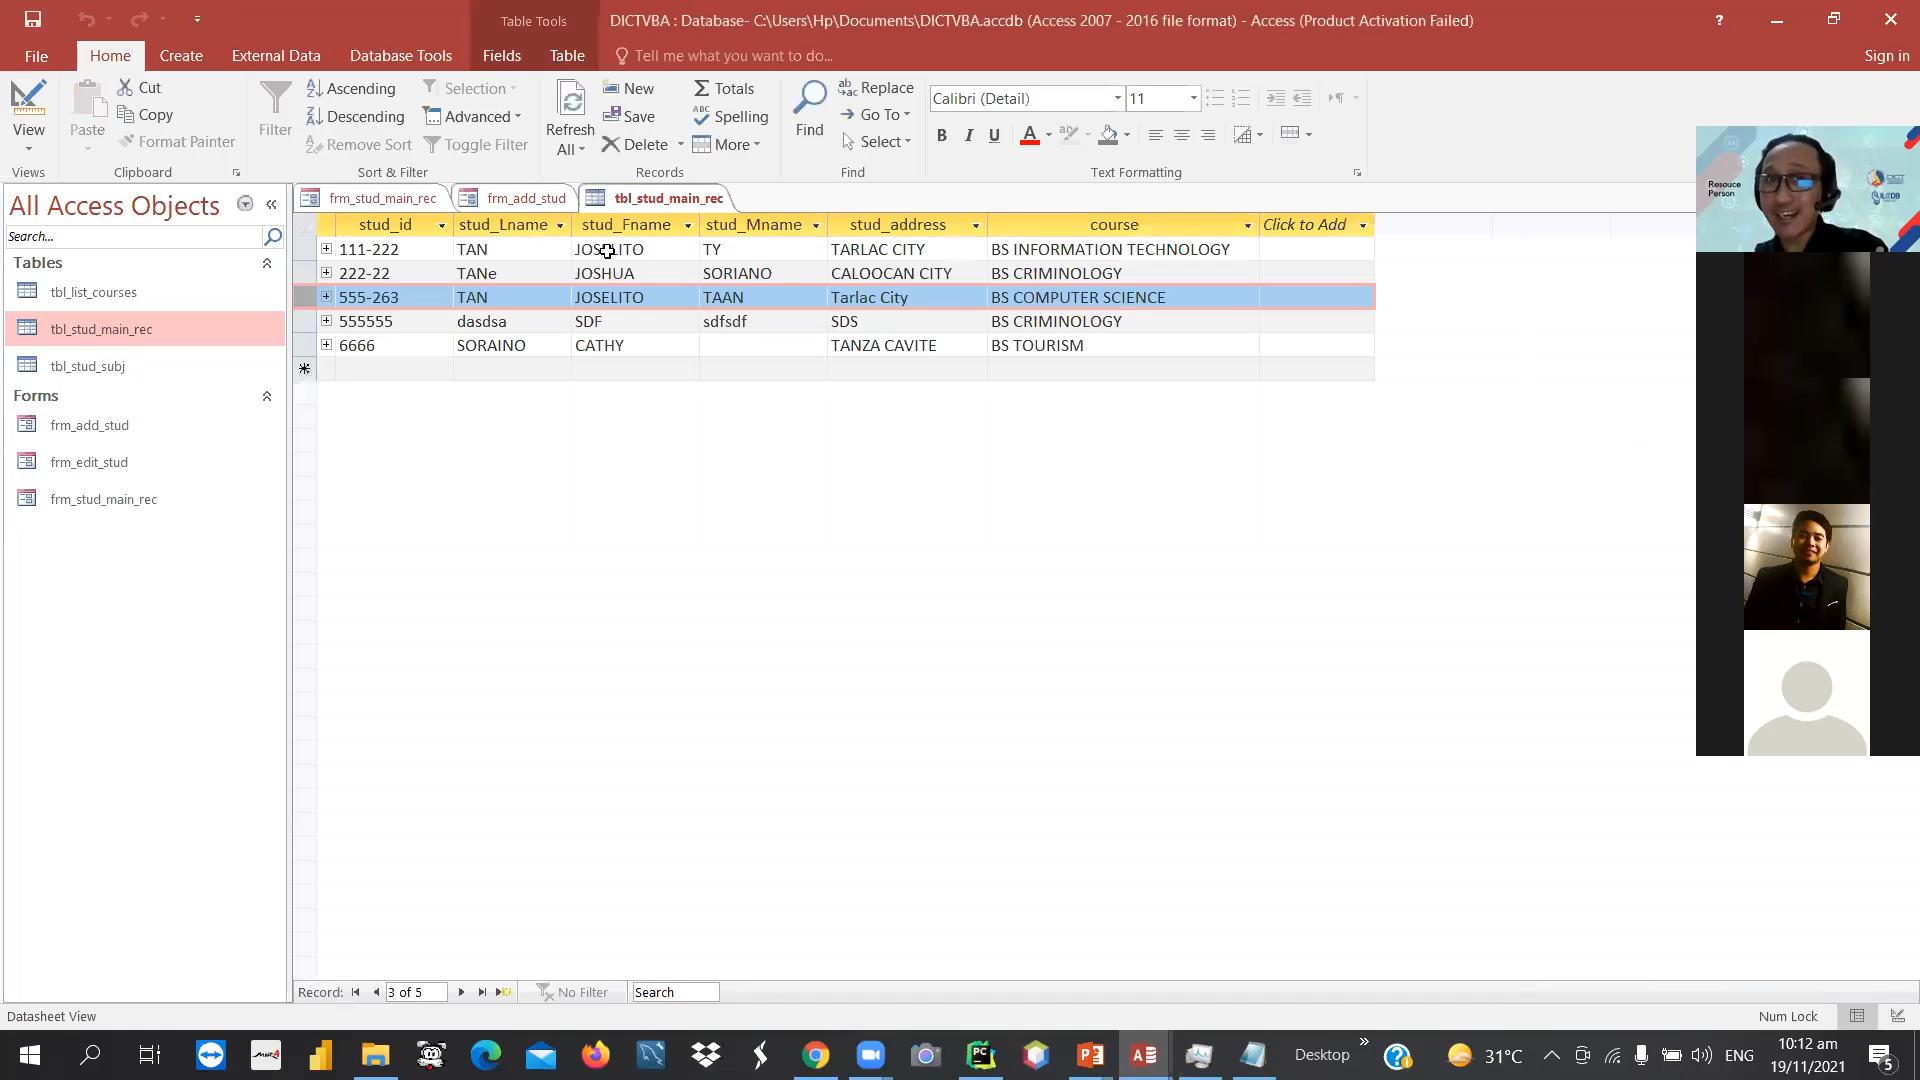 Table Tools
DICTVBA : Database- C:\Users\Hp\Documents\DICTVBA.accdb (Access 2007 - 2016 file format) - Access (Product Activation Failed)
?
File
Home
Create
External Data
Database Tools
Fields
Table
Tell me what you want to do...
Sign in
View
Paste
Cut
Copy
Format Painter
Filter
Ascending
Descending
Remove Sort
Selection
Advanced
Toggle Filter
Refresh
All
New
Save
Delete
Totals
Spelling
More
Find
Replace
Go To
Select
Calibri (Detail)
11
B I U
Views
Clipboard
Sort & Filter
Records
Find
Text Formatting
All Access Objects
Search...
Tables
tbl_list_courses
tbl_stud_main_rec
tbl_stud_subj
Forms
frm_add_stud
frm_edit_stud
frm_stud_main_rec
frm_stud_main_rec
frm_add_stud
tbl_stud_main_rec
stud_id stud_Lname stud_Fname stud_Mname stud_address course Click to Add
111-222 TAN JOSELITO TY TARLAC CITY BS INFORMATION TECHNOLOGY
222-22 TANe JOSHUA SORIANO CALOOCAN CITY BS CRIMINOLOGY
555-263 TAN JOSELITO TAAN Tarlac City BS COMPUTER SCIENCE
555555 dasdsa SDF sdfsdf SDS BS CRIMINOLOGY
6666 SORAINO CATHY TANZA CAVITE BS TOURISM
Resouce
Person
DICT
ILCDB
Record: 3 of 5 No Filter Search
Datasheet View
Num Lock
Desktop
31°C
ENG
10:12 am
19/11/2021
5